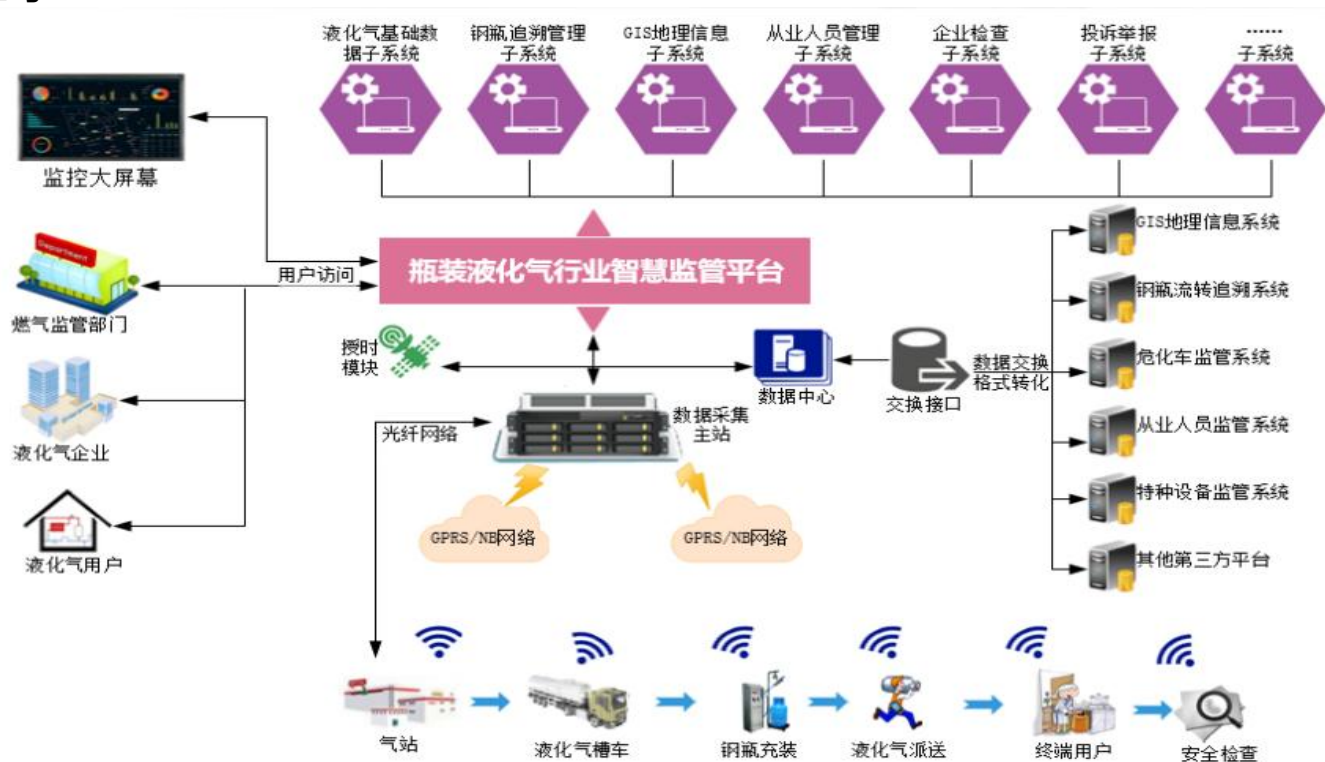 液化气基础数
据子系统
钢瓶追溯管理
子系统
GIS地理信息
子系统
从业人员管理
子系统
企业检查
子系统
投诉举报
子系统
……
子系统
监控大屏幕
Department
燃气监管部门
用户访问
液化气企业
液化气用户
瓶装液化气行业智慧监管平台
授时
模块
数据采集
主站
光纤网络
GPRS/NB网络
GPRS/NB网络
数据中心
交换接口
数据交换
格式转化
GIS地理信息系统
钢瓶流转追溯系统
危化车监管系统
从业人员监管系统
特种设备监管系统
其他第三方平台
气站
液化气槽车
钢瓶充装
液化气派送
终端用户
安全检查